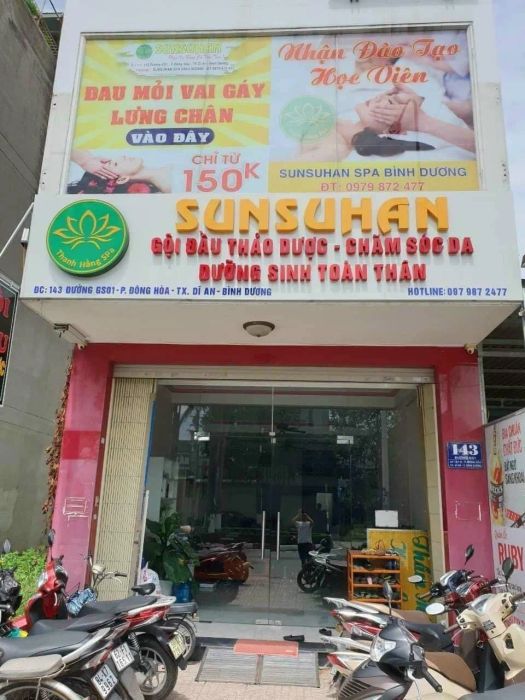 SUNSUHAN
ĐAU MỎI VAI GÁY
LƯNG CHÂN
VÀO ĐÂY
CHỈ TỪ
150K
Nhận Đào Tạo
Học Viên
SUNSUHAN SPA BÌNH DƯƠNG
ĐT: 0979 872 477
Thanh Hằng SPa
SUNSUHAN
GỘI ĐẦU THẢO DƯỢC - CHĂM SÓC DA
DƯỠNG SINH TOÀN THÂN
ĐC: 143 ĐƯỜNG GS01 - P. ĐÔNG HÒA - TX. DĨ AN - BÌNH DƯƠNG
HOTLINE: 097 987 2477
143
RUBY